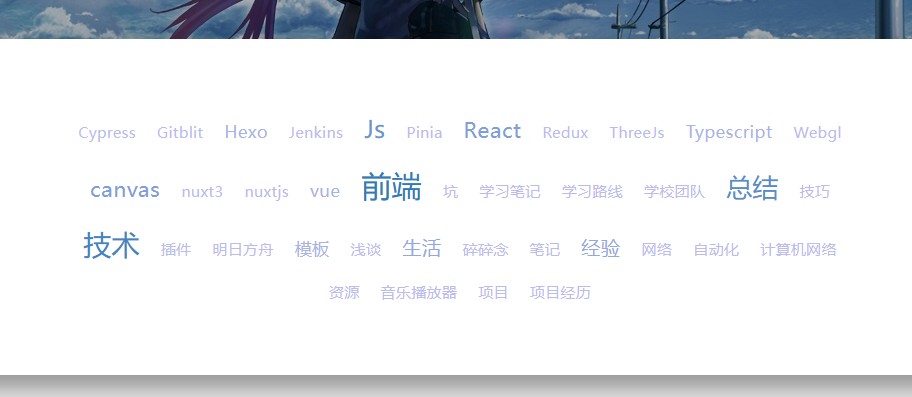 Cypress Gitblit Hexo Jenkins Js Pinia React Redux ThreeJs Typescript Webgl
canvas nuxt3 nuxtjs vue 前端 坑 学习笔记 学习路线 学校团队 总结 技巧
技术 插件 明日方舟 模板 浅谈 生活 碎碎念 笔记 经验 网络 自动化 计算机网络
资源 音乐播放器 项目 项目经历